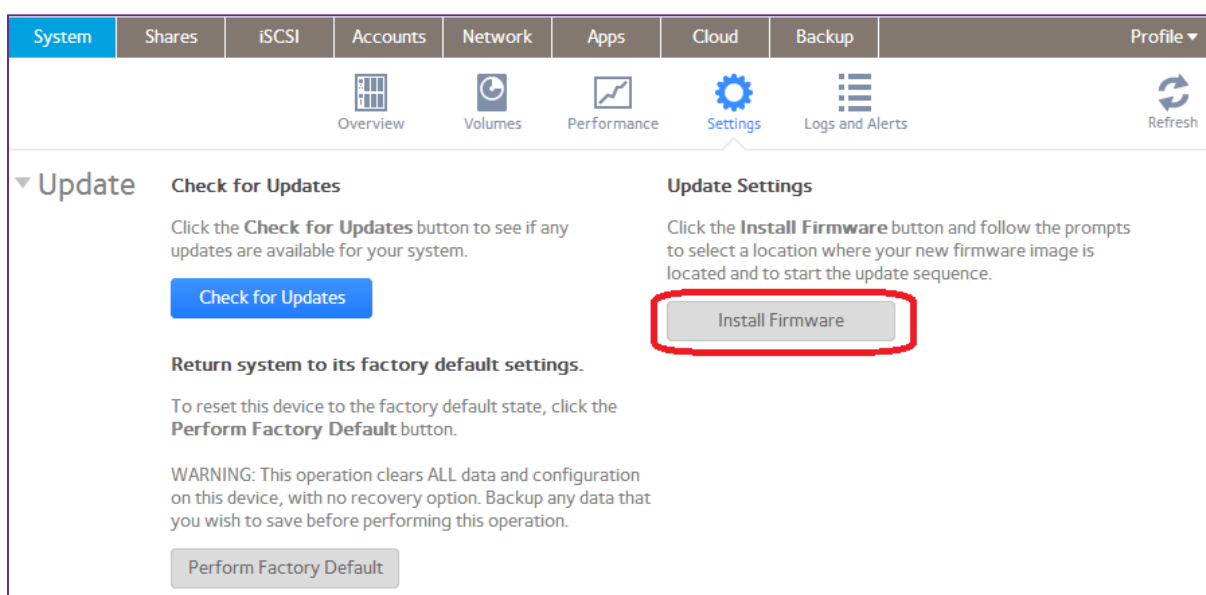 System Shares iSCSI Accounts Network Apps Cloud Backup Profile
Overview Volumes Performance Settings Logs and Alerts Refresh
Update
Check for Updates
Click the Check for Updates button to see if any
updates are available for your system.
Check for Updates
Return system to its factory default settings.
To reset this device to the factory default state, click the
Perform Factory Default button.
WARNING: This operation clears ALL data and configuration
on this device, with no recovery option. Backup any data that
you wish to save before performing this operation.
Perform Factory Default
Update Settings
Click the Install Firmware button and follow the prompts
to select a location where your new firmware image is
located and to start the update sequence.
Install Firmware